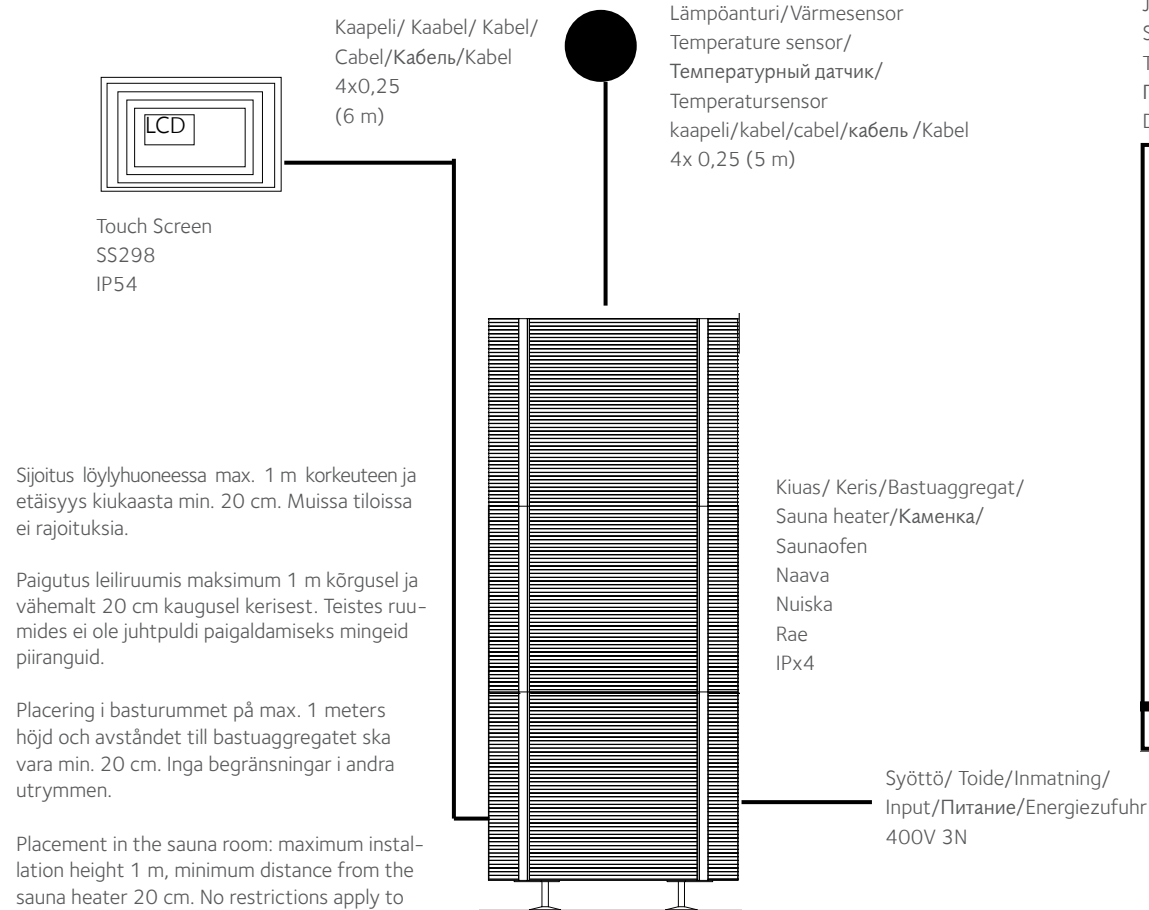 Kaapeli/ Kaabel/ Kabel/
Cabel/Кабель/Kabel
4x0,25
(6 m)
Lämpöanturi/Värmesensor
Temperature sensor/
Температурный датчик/
Temperatursensor
kaapeli/kabel/cabel/кабель /Kabel
4x 0,25 (5 m)
LCD
Touch Screen
SS298
IP54
Sijoitus löylyhuoneessa max. 1 m korkeuteen ja
etäisyys kiukaasta min. 20 cm. Muissa tiloissa
ei rajoituksia.
Paigutus leiliruumis maksimum 1 m kõrgusel ja
vähemalt 20 cm kaugusel kerisest. Teistes ruu-
mides ei ole juhtpuldi paigaldamiseks mingeid
piiranguid.
Placering i basturummet på max. 1 meters
höjd och avståndet till bastuaggregatet ska
vara min. 20 cm. Inga begränsningar i andra
utrymmen.
Placement in the sauna room: maximum instal-
lation height 1 m, minimum distance from the
sauna heater 20 cm. No restrictions apply to
Kiuas/ Keris/Bastuaggregat/
Sauna heater/Каменка/
Saunaofen
Naava
Nuiska
Rae
IPx4
Syöttö/ Toide/Inmatning/
Input/Питание/Energiezufuhr
400V 3N